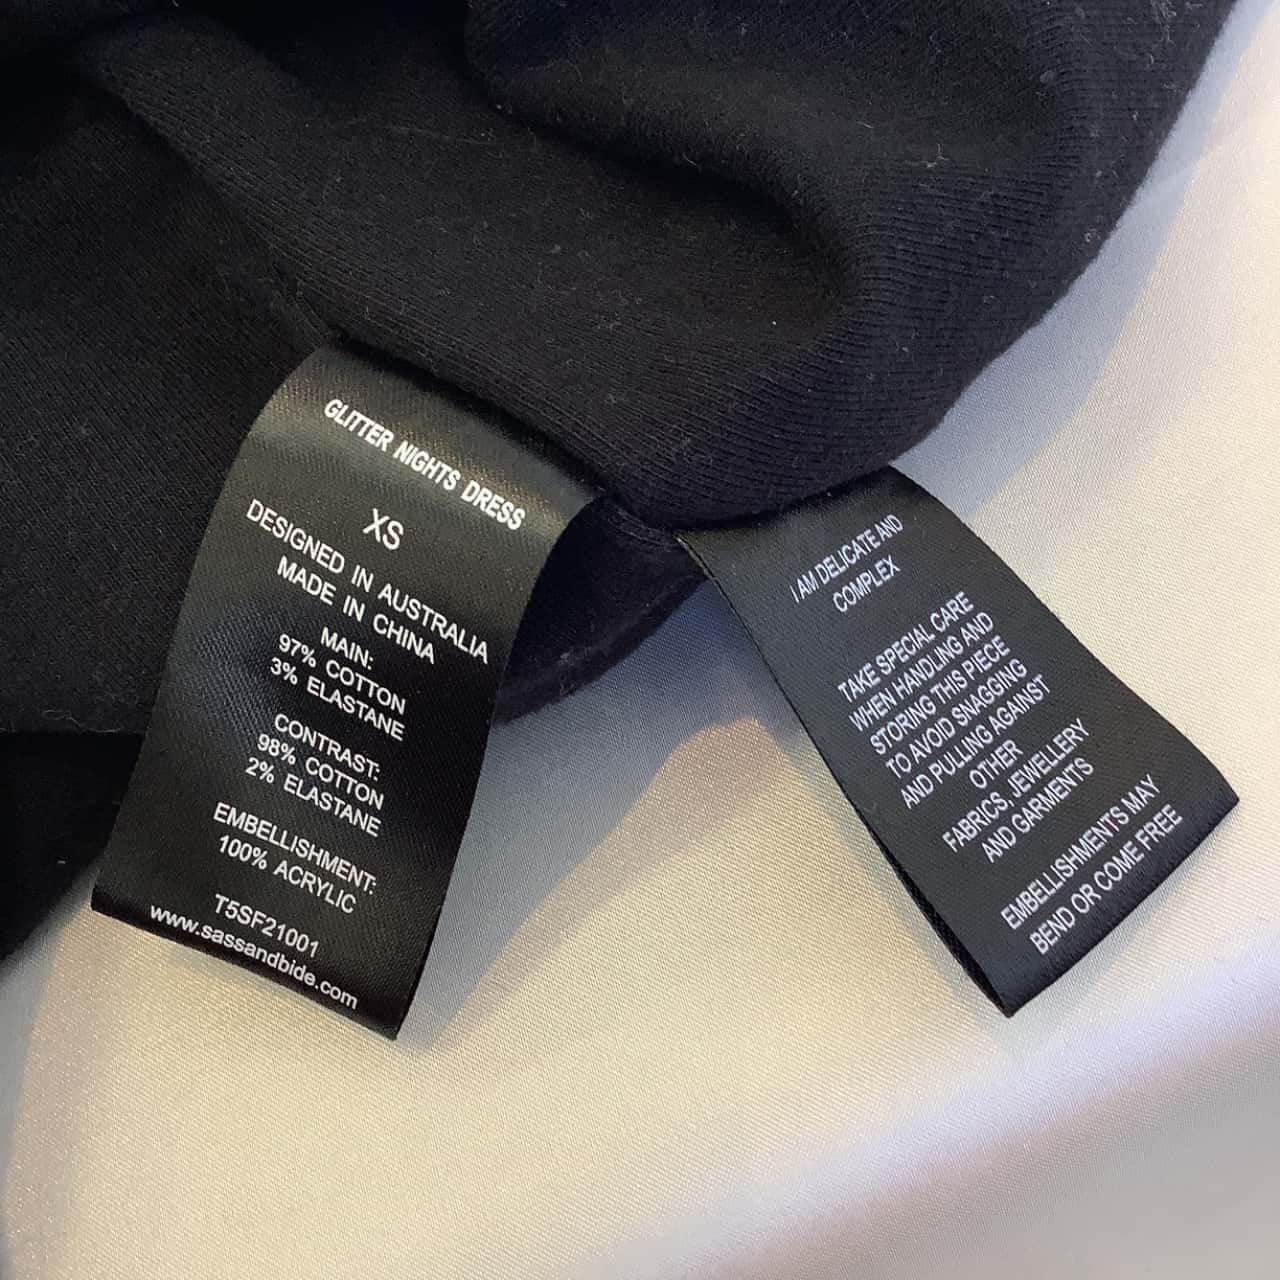 GLITTER NIGHTS DRESS
XS
DESIGNED IN AUSTRALIA
MADE IN CHINA
MAIN:
97% COTTON
3% ELASTANE
CONTRAST:
98% COTTON
2% ELASTANE
EMBELLISHMENT:
100% ACRYLIC
T5SF21001
www.sassandbide.com
I AM DELICATE AND
COMPLEX
TAKE SPECIAL CARE
WHEN HANDLING AND
STORING THIS PIECE
TO AVOID SNAGGING
AND PULLING AGAINST
OTHER
FABRICS, JEWELLERY
AND GARMENTS
EMBELLISHMENTS MAY
BEND OR COME FREE